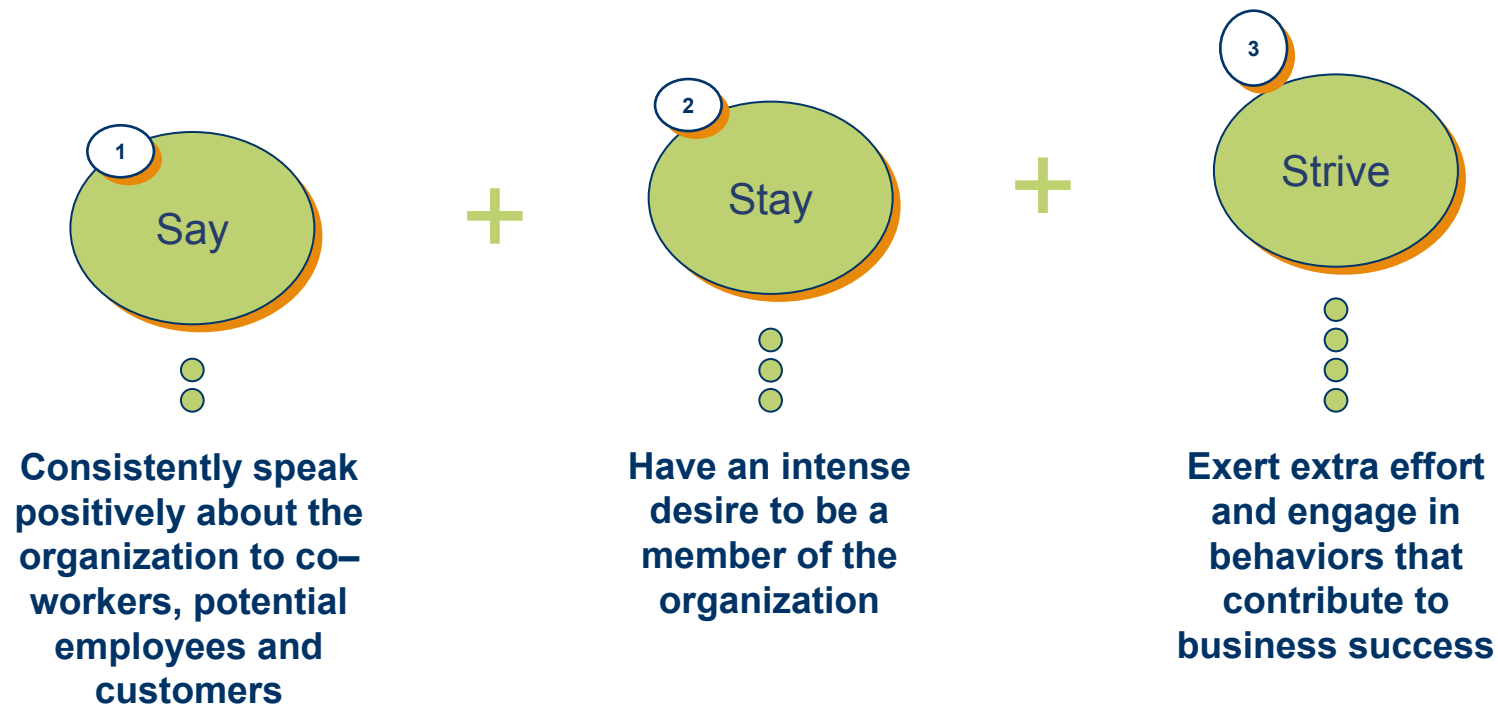 1
Say
+
2
Stay
+
3
Strive
Consistently speak
positively about the
organization to co–
workers, potential
employees and
customers
Have an intense
desire to be a
member of the
organization
Exert extra effort
and engage in
behaviors that
contribute to
business success